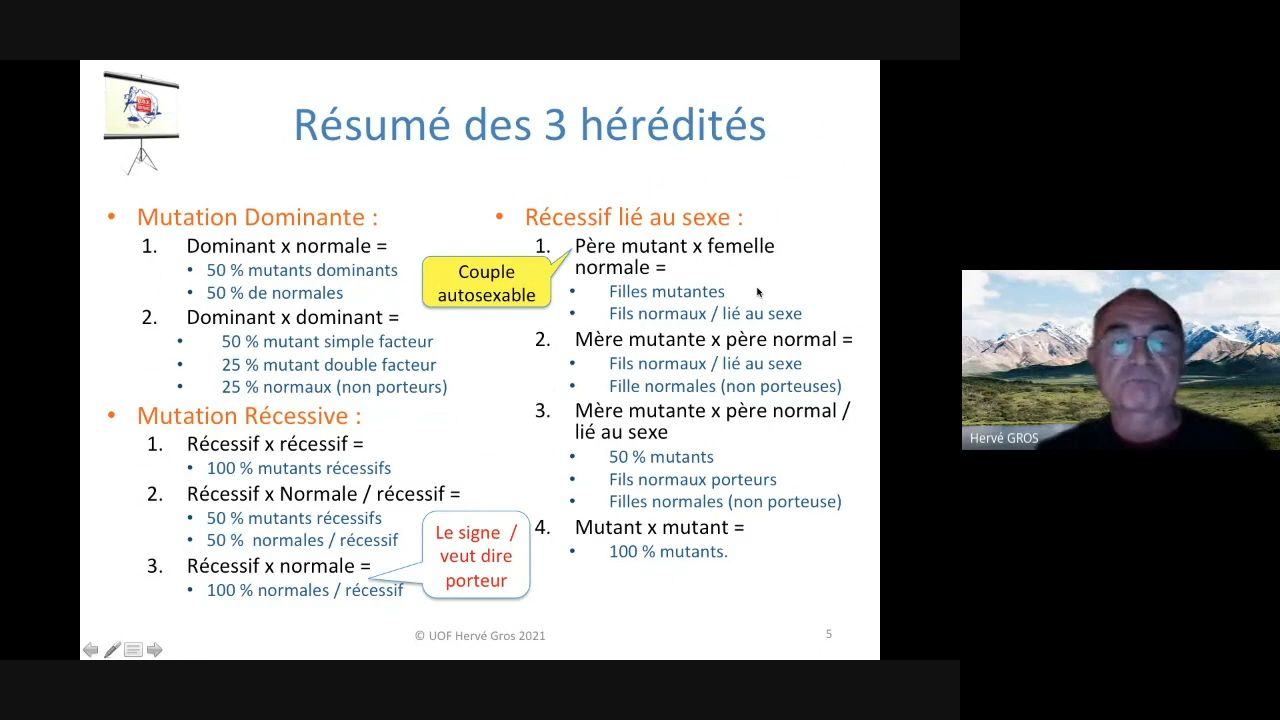 Résumé des 3 hérédités
• Mutation Dominante :
1. Dominant x normale =
• 50 % mutants dominants
• 50 % de normales
2. Dominant x dominant =
• 50 % mutant simple facteur
• 25 % mutant double facteur
• 25 % normaux (non porteurs)
• Mutation Récessive :
1. Récessif x récessif =
• 100 % mutants récessifs
2. Récessif x Normale / récessif =
• 50 % mutants récessifs
• 50 % normales / récessif
3. Récessif x normale =
• 100 % normales / récessif
Le signe /
veut dire
porteur
• Récessif lié au sexe :
1. Père mutant x femelle
normale =
Couple
autosexable
• Filles mutantes
• Fils normaux / lié au sexe
2. Mère mutante x père normal =
• Fils normaux / lié au sexe
• Fille normales (non porteuses)
3. Mère mutante x père normal /
lié au sexe
• 50 % mutants
• Fils normaux porteurs
• Filles normales (non porteuse)
4. Mutant x mutant =
• 100 % mutants.
© UOF Hervé Gros 2021
5
Hervé GROS